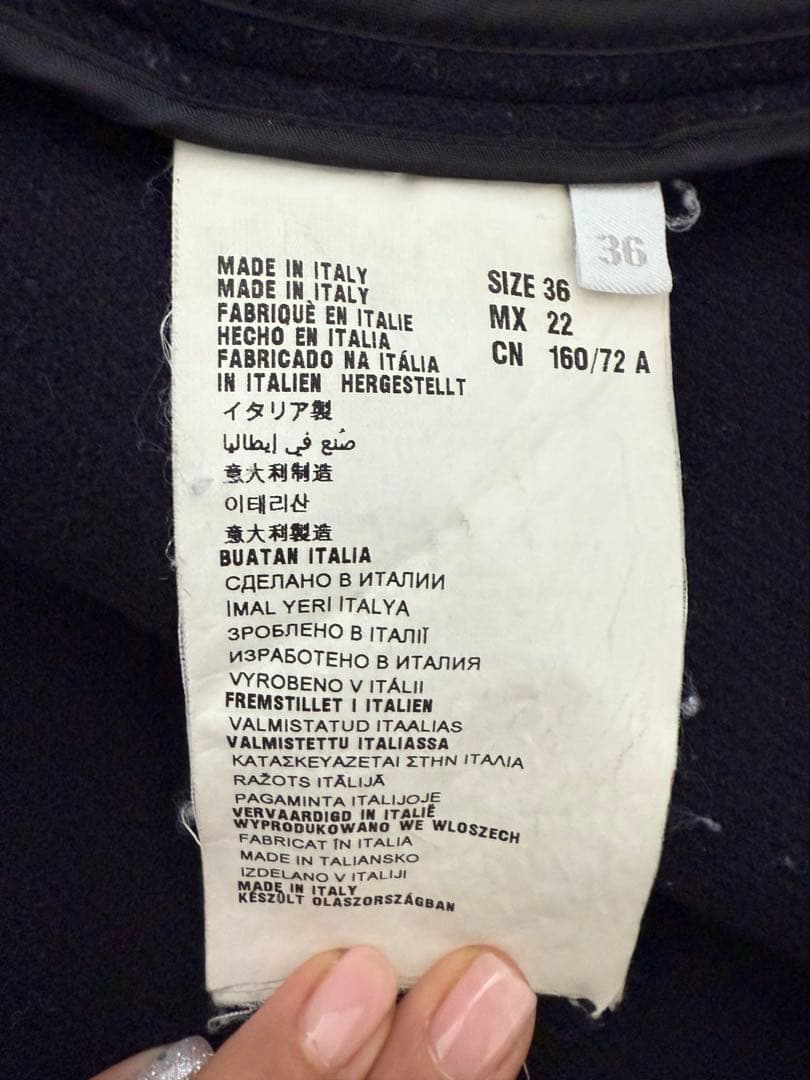 36
MADE IN ITALY
MADE IN ITALY
FABRIQUÈ EN ITALIE
HECHO EN ITALIA
FABRICADO NA ITÁLIA
IN ITALIEN HERGESTELLT
イタリア製
صُنع في إيطاليا
意大利制造
이태리산
意大利製造
BUATAN ITALIA
СДЕЛАНО В ИТАЛИИ
IMAL YERI ITALYA
ЗРОБЛЕНО В ІТАЛІЇ
ИЗРАБОТЕНО В ИТАЛИЯ
VYROBENO V ITÁLII
FREMSTILLET I ITALIEN
VALMISTATUD ITAALIAS
VALMISTETTU ITALIASSA
ΚΑΤΑΣΚΕΥΑΖΕΤΑΙ ΣΤΗΝ ΙΤΑΛΙΑ
RAŽOTS ITĀLIJĀ
PAGAMINTA ITALIJOJE
VERVAARDIGD IN ITALIË
WYPRODUKOWANO WE WLOSZECH
FABRICAT ÎN ITALIA
MADE IN TALIANSKO
IZDELANO V ITALIJI
MADE IN ITALY
KÉSZÜLT OLASZORSZÁGBAN
SIZE 36
MX 22
CN 160/72 A